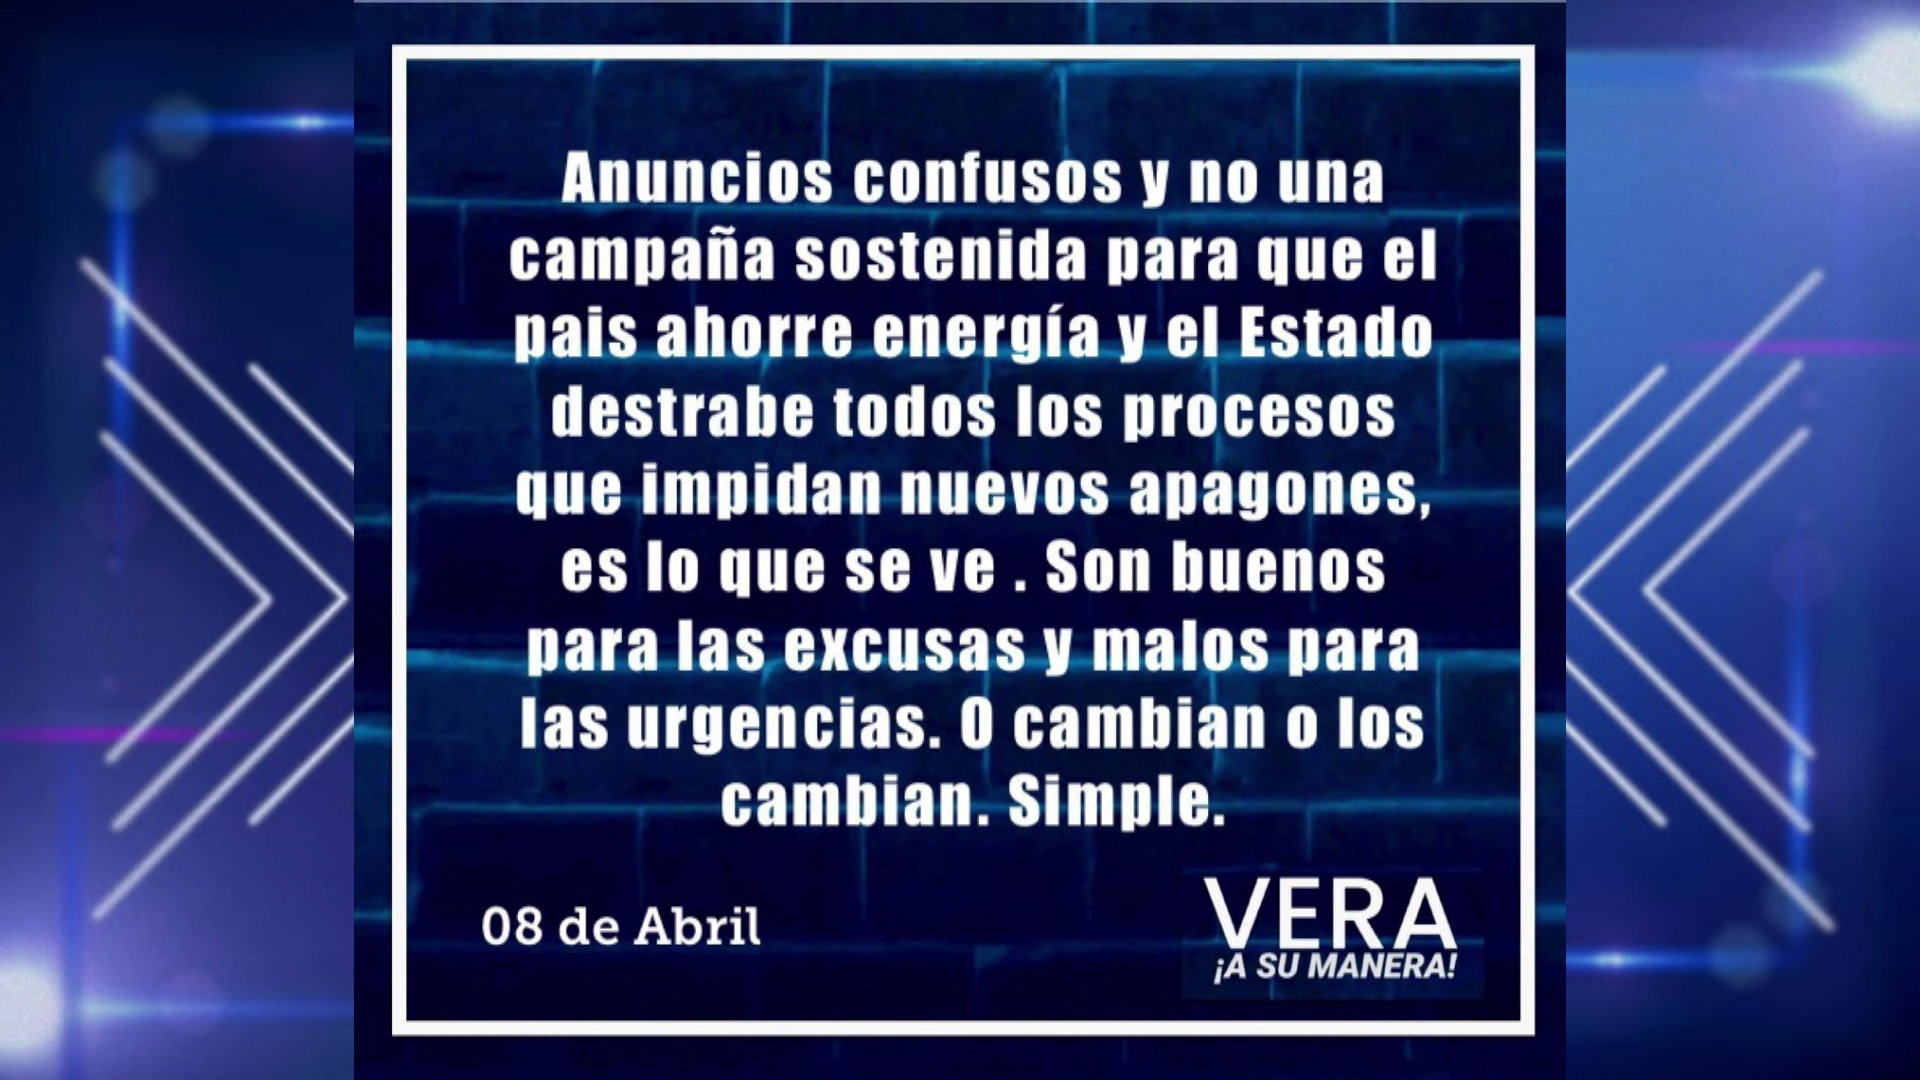 Anuncios confusos y no una
campaña sostenida para que el
pais ahorre energía y el Estado
destrabe todos los procesos
que impidan nuevos apagones,
es lo que se ve . Son buenos
para las excusas y malos para
las urgencias. O cambian o los
cambian. Simple.
08 de Abril
VERA
¡A SU MANERA!